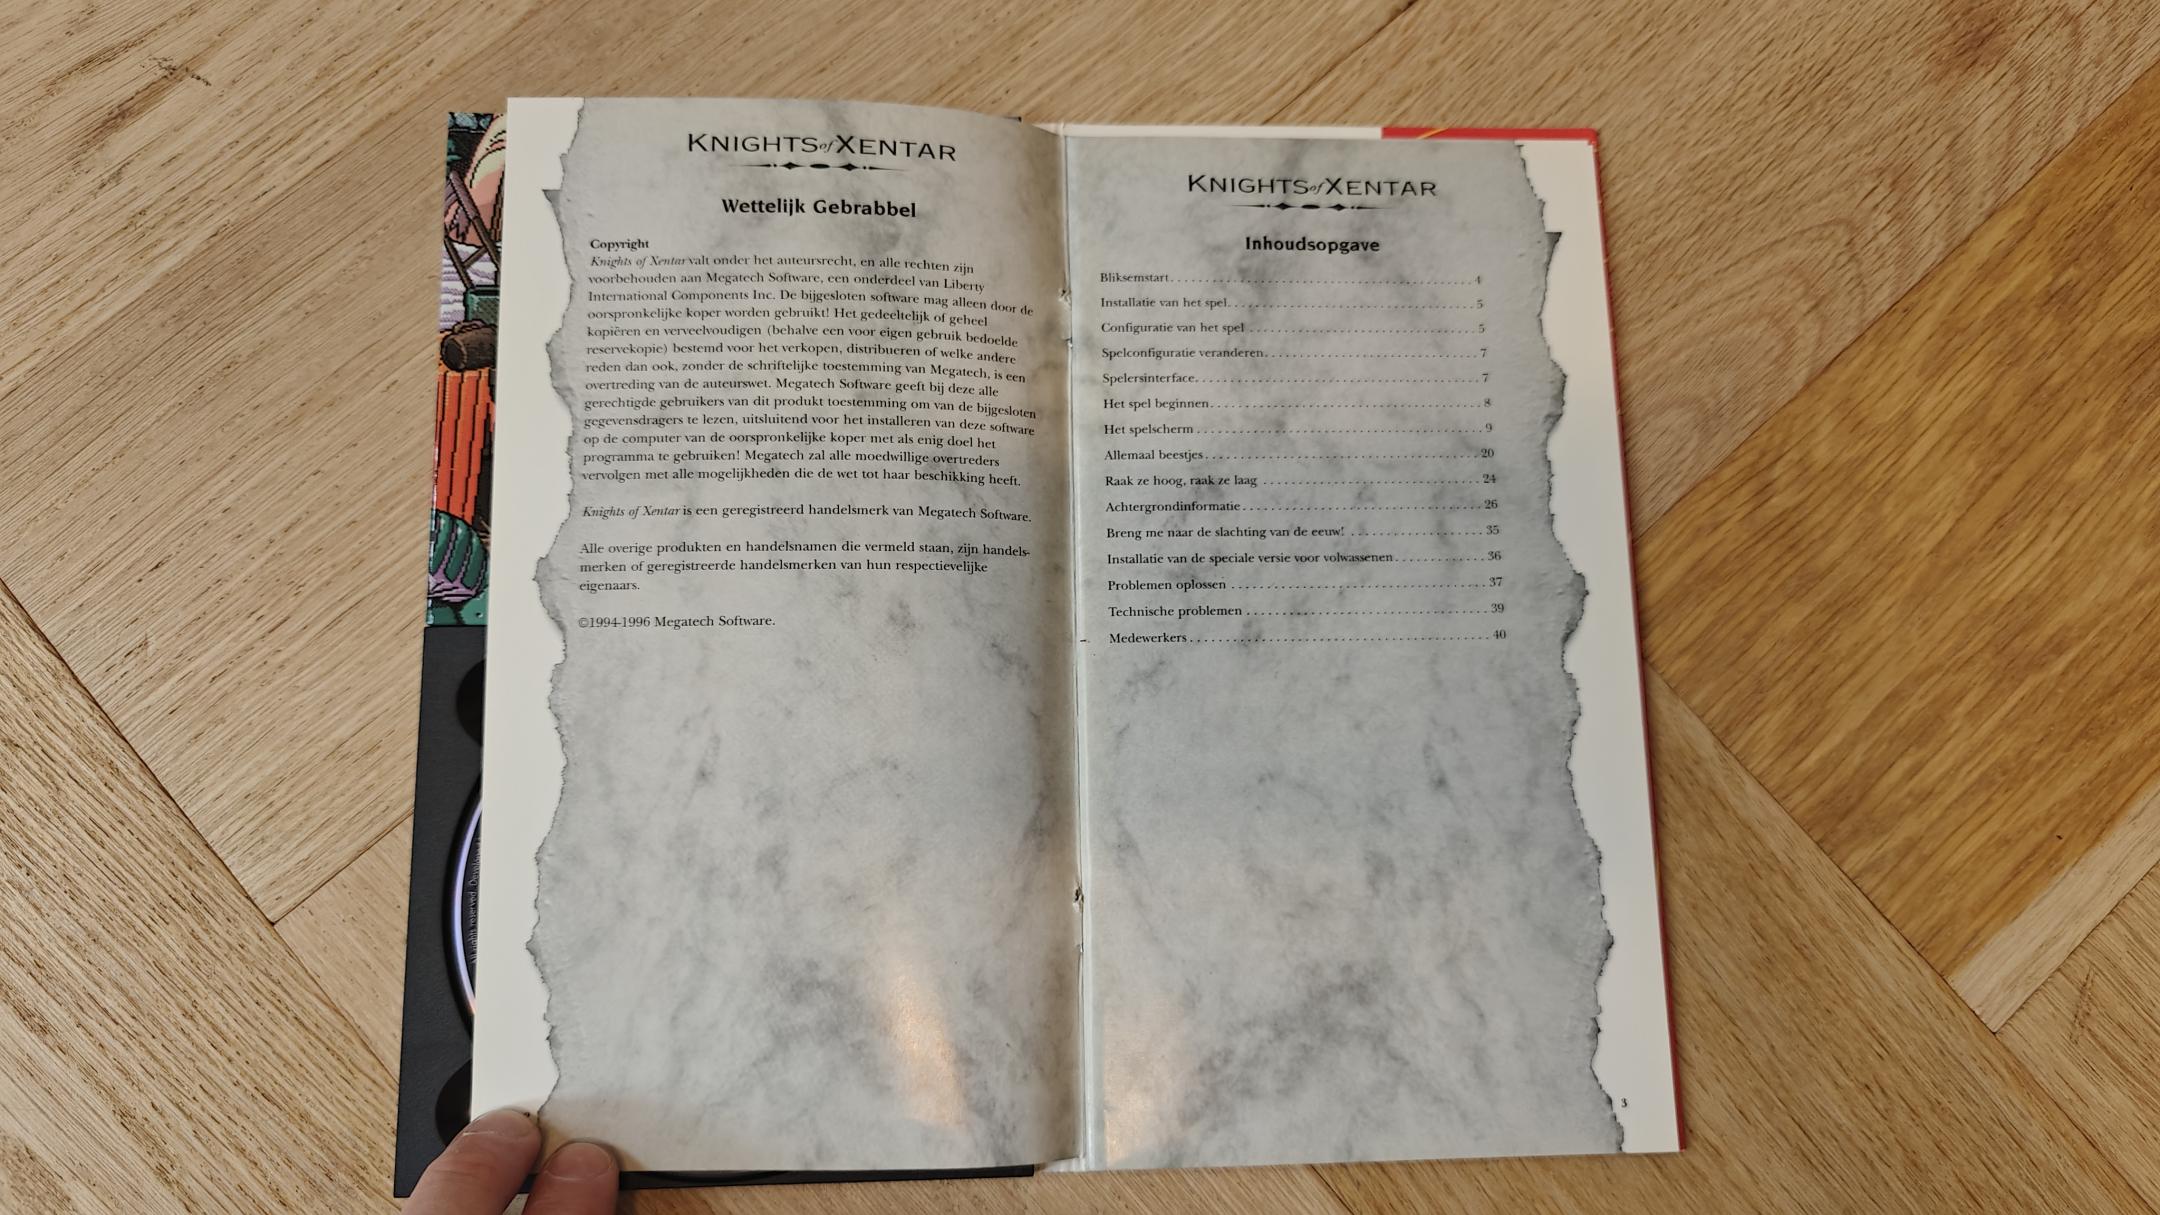 KNIGHTS of XENTAR
Wettelijk Gebrabbel
Copyright
Knights of Xentar valt onder het auteursrecht, en alle rechten zijn
voorbehouden aan Megatech Software, een onderdeel van Liberty
International Components Inc. De bijgesloten software mag alleen door de
oorspronkelijke koper worden gebruikt! Het gedeeltelijk of geheel
kopiëren en verveelvoudigen (behalve een voor eigen gebruik bedoelde
reservekopie) bestemd voor het verkopen, distribueren of welke andere
reden dan ook, zonder de schriftelijke toestemming van Megatech, is een
overtreding van de auteurswet. Megatech Software geeft bij deze alle
gerechtigde gebruikers van dit produkt toestemming om van de bijgesloten
gegevensdragers te lezen, uitsluitend voor het installeren van deze software
op de computer van de oorspronkelijke koper met als enig doel het
programma te gebruiken! Megatech zal alle moedwillige overtreders
vervolgen met alle mogelijkheden die de wet tot haar beschikking heeft.
Knights of Xentar is een geregistreerd handelsmerk van Megatech Software.
Alle overige produkten en handelsnamen die vermeld staan, zijn handels-
merken of geregistreerde handelsmerken van hun respectievelijke
eigenaars.
©1994-1996 Megatech Software.
KNIGHTS of XENTAR
Inhoudsopgave
Bliksemstart 4
Installatie van het spel 5
Configuratie van het spel 5
Spelconfiguratie veranderen 7
Spelersinterface 7
Het spel beginnen 8
Het spelscherm 9
Allemaal beestjes 20
Raak ze hoog, raak ze laag 24
Achtergrondinformatie 26
Breng me naar de slachting van de eeuw! 35
Installatie van de speciale versie voor volwassenen 36
Problemen oplossen 37
Technische problemen 39
Medewerkers 40
3